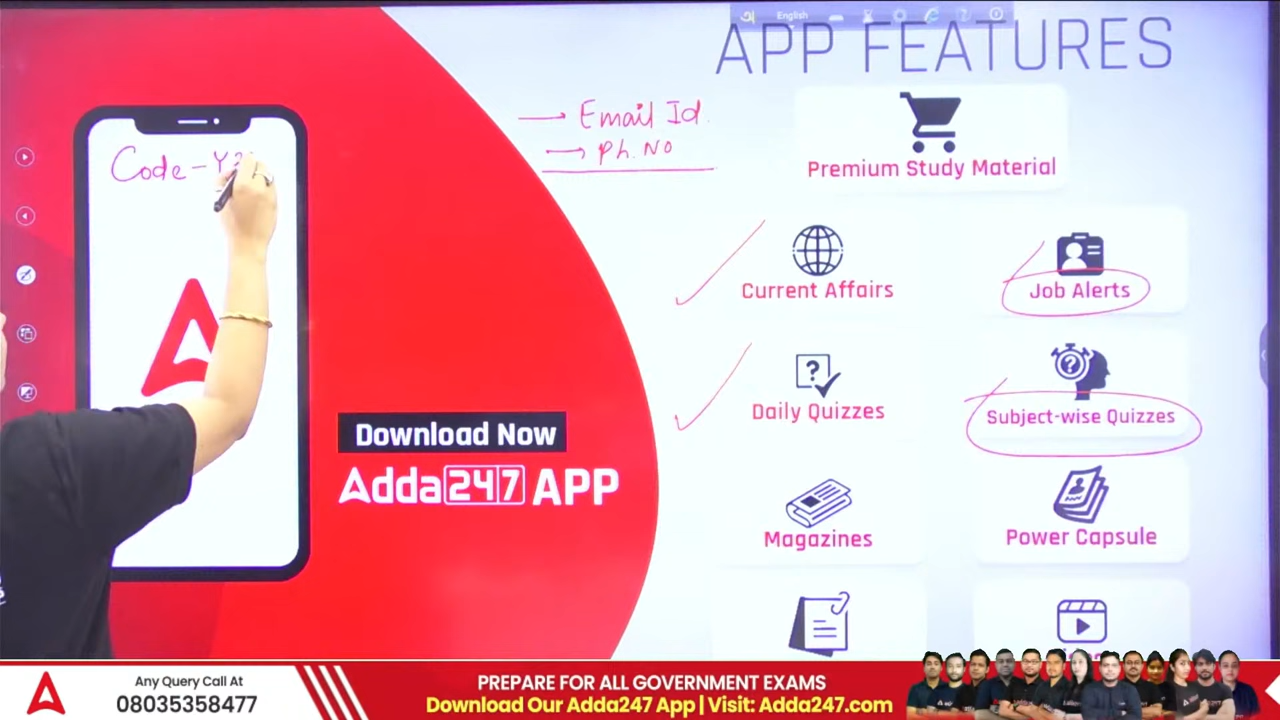 অ English
APP FEATURES
→ Email Id.
→ Ph. No
Code -
Premium Study Material
Current Affairs
Job Alerts
Daily Quizzes
Subject-wise Quizzes
Download Now
Adda247 APP
Magazines
Power Capsule
Any Query Call At
08035358477
PREPARE FOR ALL GOVERNMENT EXAMS
Download Our Adda247 App | Visit: Adda247.com